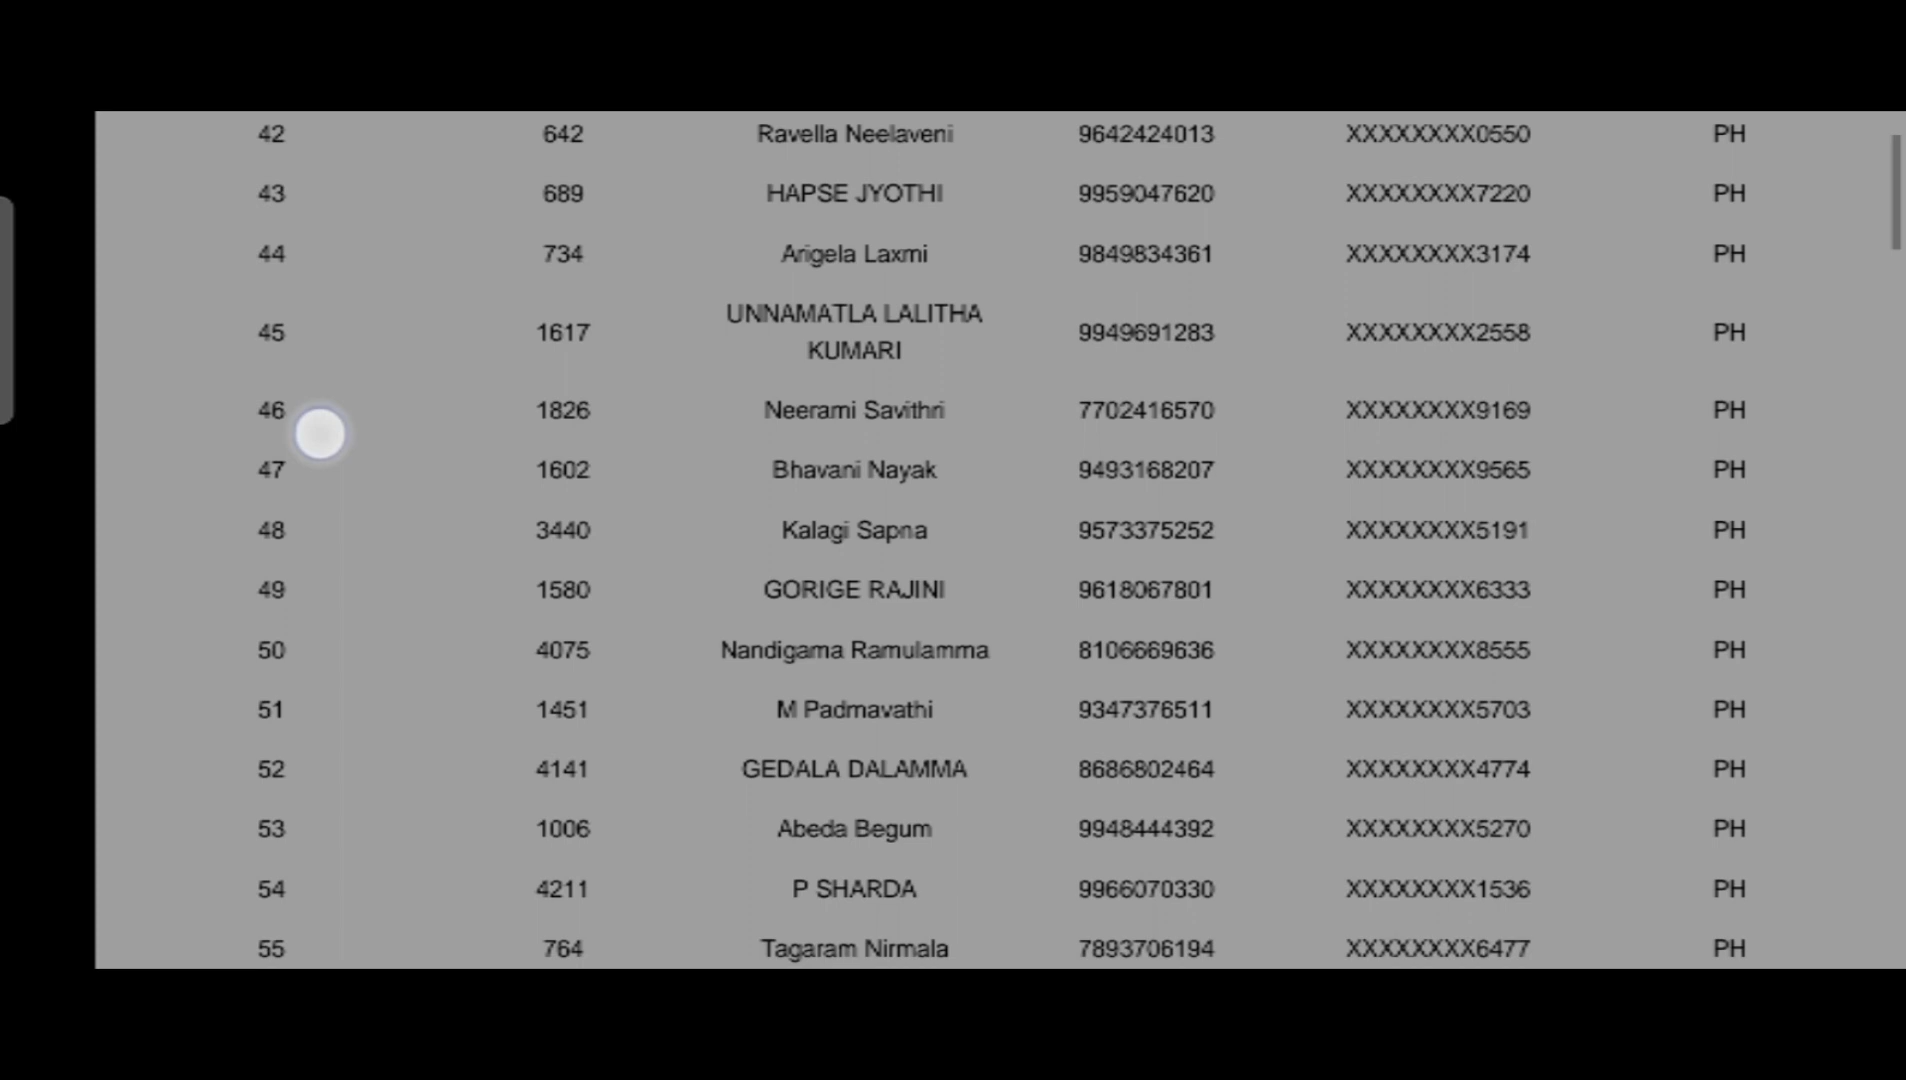 42 642 Ravella Neelaveni 9642424013 XXXXXXXX0550 PH
43 689 HAPSE JYOTHI 9959047620 XXXXXXXX7220 PH
44 734 Arigela Laxmi 9849834361 XXXXXXXX3174 PH
45 1617 UNNAMATLA LALITHA 9949691283 XXXXXXXX2558 PH
KUMARI
46 1826 Neerami Savithri 7702416570 XXXXXXXX9169 PH
47 1602 Bhavani Nayak 9493168207 XXXXXXXX9565 PH
48 3440 Kalagi Sapna 9573375252 XXXXXXXX5191 PH
49 1580 GORIGE RAJINI 9618067801 XXXXXXXX6333 PH
50 4075 Nandigama Ramulamma 8106669636 XXXXXXXX8555 PH
51 1451 M Padmavathi 9347376511 XXXXXXXX5703 PH
52 4141 GEDALA DALAMMA 8686802464 XXXXXXXX4774 PH
53 1006 Abeda Begum 9948444392 XXXXXXXX5270 PH
54 4211 P SHARDA 9966070330 XXXXXXXX1536 PH
55 764 Tagaram Nirmala 7893706194 XXXXXXXX6477 PH